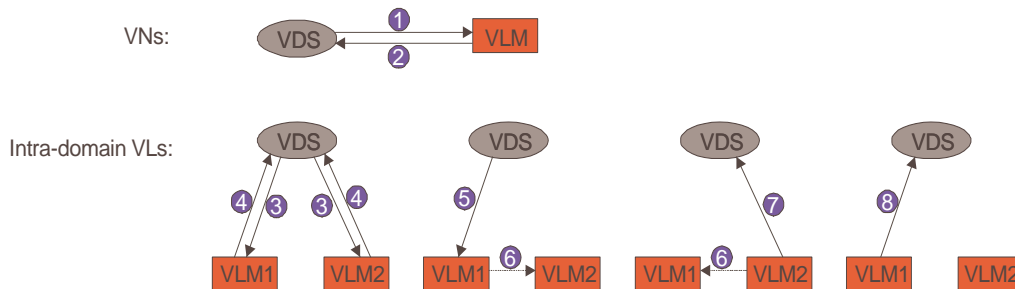 1
VNs: VDS VLM
2
Intra-domain VLs: VDS VDS VDS VDS
4 3 3 4 5 7 8
6 6
VLM1 VLM2 VLM1 VLM2 VLM1 VLM2 VLM1 VLM2